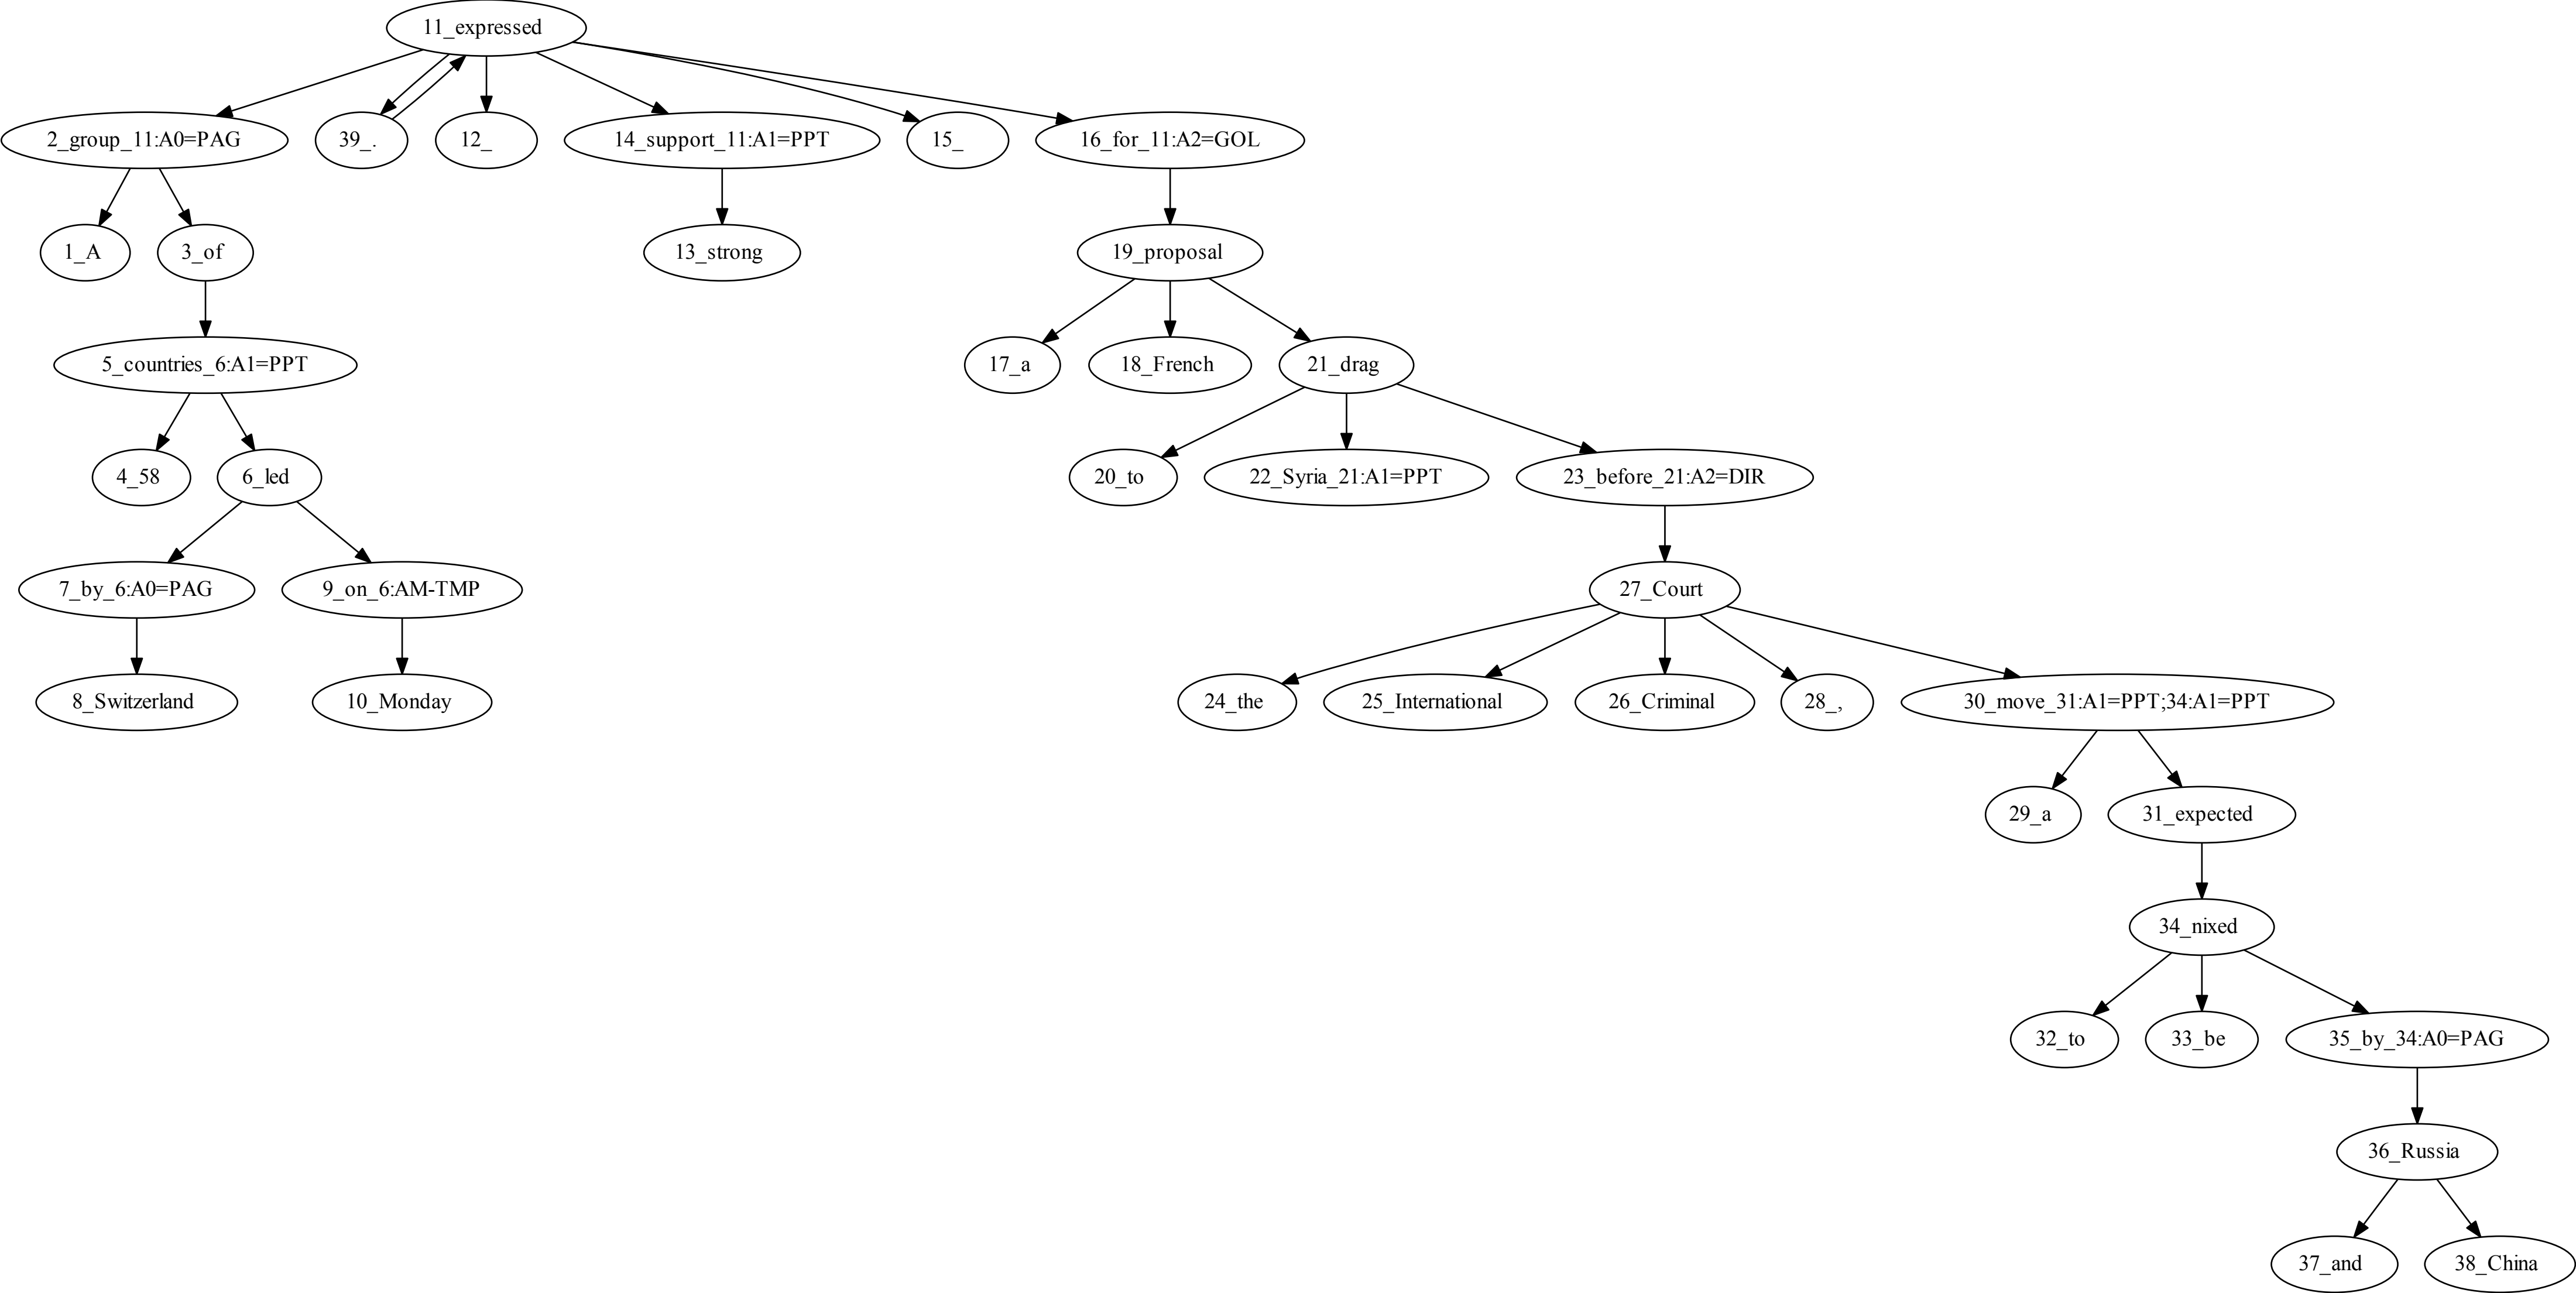 11_expressed
2_group_11:A0=PAG
39_.
12_
14_support_11:A1=PPT
15_
16_for_11:A2=GOL
1_A
3_of
13_strong
19_proposal
5_countries_6:A1=PPT
17_a
18_French
21_drag
4_58
6_led
20_to
22_Syria_21:A1=PPT
23_before_21:A2=DIR
7_by_6:A0=PAG
9_on_6:AM-TMP
27_Court
8_Switzerland
10_Monday
24_the
25_International
26_Criminal
28_,
30_move_31:A1=PPT;34:A1=PPT
29_a
31_expected
34_nixed
32_to
33_be
35_by_34:A0=PAG
36_Russia
37_and
38_China